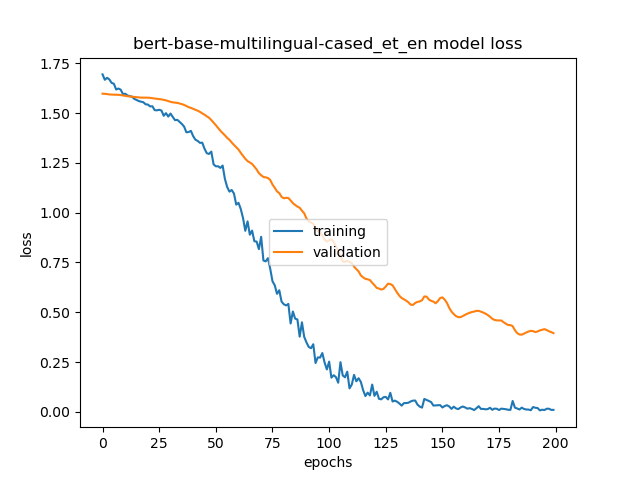 bert-base-multilingual-cased_et_en model loss
1.75
1.50
1.25
1.00
0.75
0.50
0.25
0.00
loss
training
validation
0 25 50 75 100 125 150 175 200
epochs